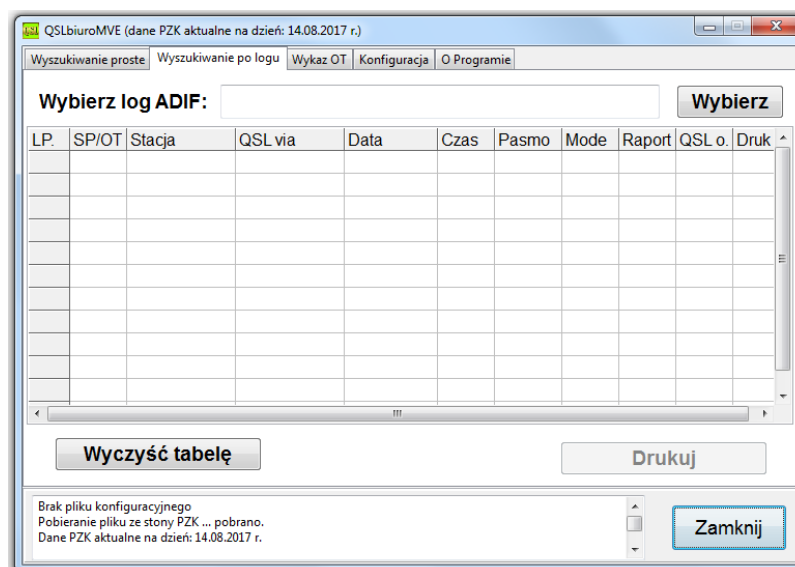 QSLbiuroMVE (dane PZK aktualne na dzień: 14.08.2017 r.)
Wyszukiwanie proste Wyszukiwanie po logu Wykaz OT Konfiguracja O Programie
Wybierz log ADIF: Wybierz
LP. SP/OT Stacja QSL via Data Czas Pasmo Mode Raport QSL o. Druk
Wyczyść tabelę Drukuj
Brak pliku konfiguracyjnego
Pobieranie pliku ze stony PZK ... pobrano.
Dane PZK aktualne na dzień: 14.08.2017 r.
Zamknij